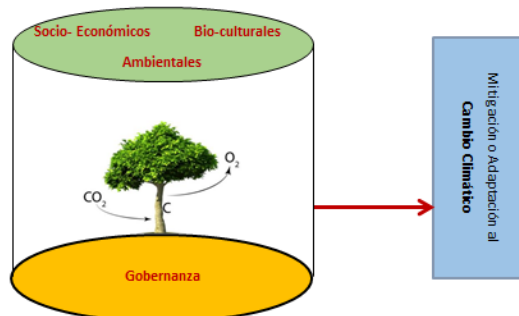 Socio- Económicos Bio-culturales
Ambientales
O2
CO2
C
Gobernanza
Mitigación o Adaptación al
Cambio Climático